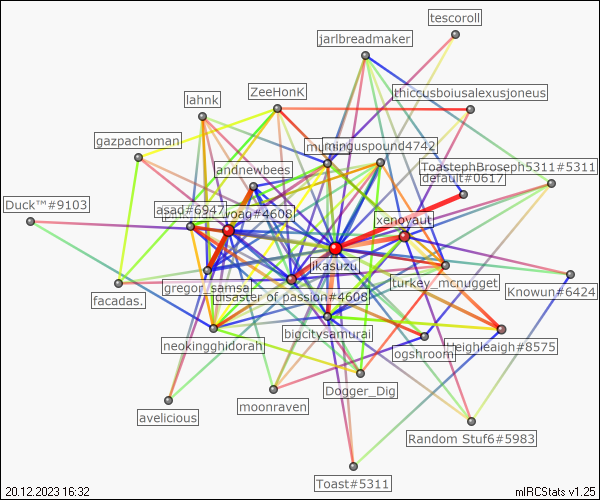 tescoroll
jarlbreadmaker
thiccusboiusalexusjoneus
ZeeHonK
lahnk
gazpachoman
minguspound4742
andnewbees
ToastephBroseph5311#5311
default#0617
Duck™#9103
asad#6947
voag#4608
xenoyaut
ikasuzu
gregor_samsa
turkey_mcnugget
Knowun#6424
facadas.
disaster of passion#4608
bigcitysamurai
neokingghidorah
ogshroom
Heighleaigh#8575
Dogger_Dig
moonraven
avelicious
Random Stuf6#5983
Toast#5311
20.12.2023 16:32
mIRCStats v1.25